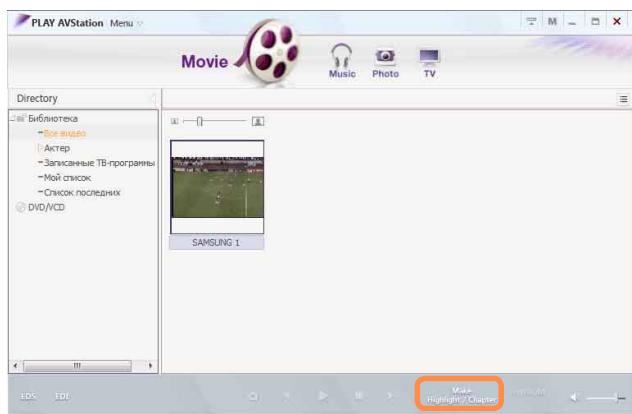 PLAY AVStation Menu
M
Movie
Music
Photo
TV
Directory
Библиотека
Все видео
Актер
Записанные ТВ-программы
Мой список
Список последних
DVD/VCD
SAMSUNG 1
EDS
EDI
Make
Highlight / Chapter